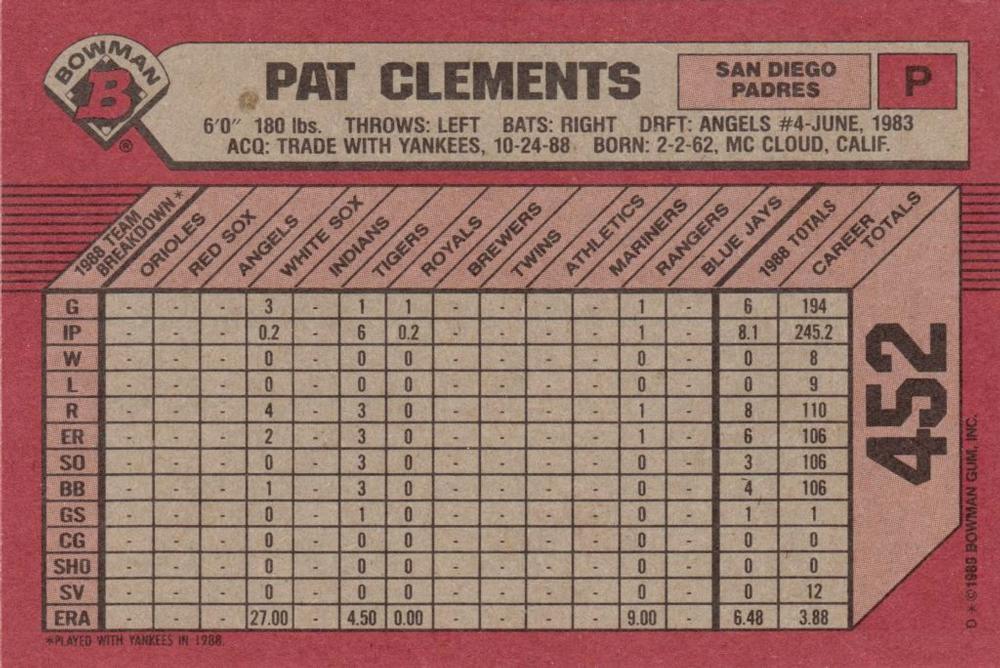 BOWMAN
B
®
PAT CLEMENTS
SAN DIEGO
PADRES
P
6'0" 180 lbs. THROWS: LEFT BATS: RIGHT DRFT: ANGELS #4-JUNE, 1983
ACQ: TRADE WITH YANKEES, 10-24-88 BORN: 2-2-62, MC CLOUD, CALIF.
1988 TEAM BREAKDOWN* ORIOLES RED SOX ANGELS WHITE SOX INDIANS TIGERS ROYALS BREWERS TWINS ATHLETICS MARINERS RANGERS BLUE JAYS 1988 TOTALS CAREER TOTALS
G - - - 3 - 1 1 - - - - 1 - 6 194
IP - - - 0.2 - 6 0.2 - - - - 1 - 8.1 245.2
W - - - 0 - 0 0 - - - - 0 - 0 8
L - - - 0 - 0 0 - - - - 0 - 0 9
R - - - 4 - 3 0 - - - - 1 - 8 110
ER - - - 2 - 3 0 - - - - 1 - 6 106
SO - - - 0 - 3 0 - - - - 0 - 3 106
BB - - - 1 - 3 0 - - - - 0 - 4 106
GS - - - 0 - 1 0 - - - - 0 - 1 1
CG - - - 0 - 0 0 - - - - 0 - 0 0
SHO - - - 0 - 0 0 - - - - 0 - 0 0
SV - - - 0 - 0 0 - - - - 0 - 0 12
ERA - - - 27.00 - 4.50 0.00 - - - - 9.00 - 6.48 3.88
*PLAYED WITH YANKEES IN 1988.
452
D * ©1989 BOWMAN GUM, INC.